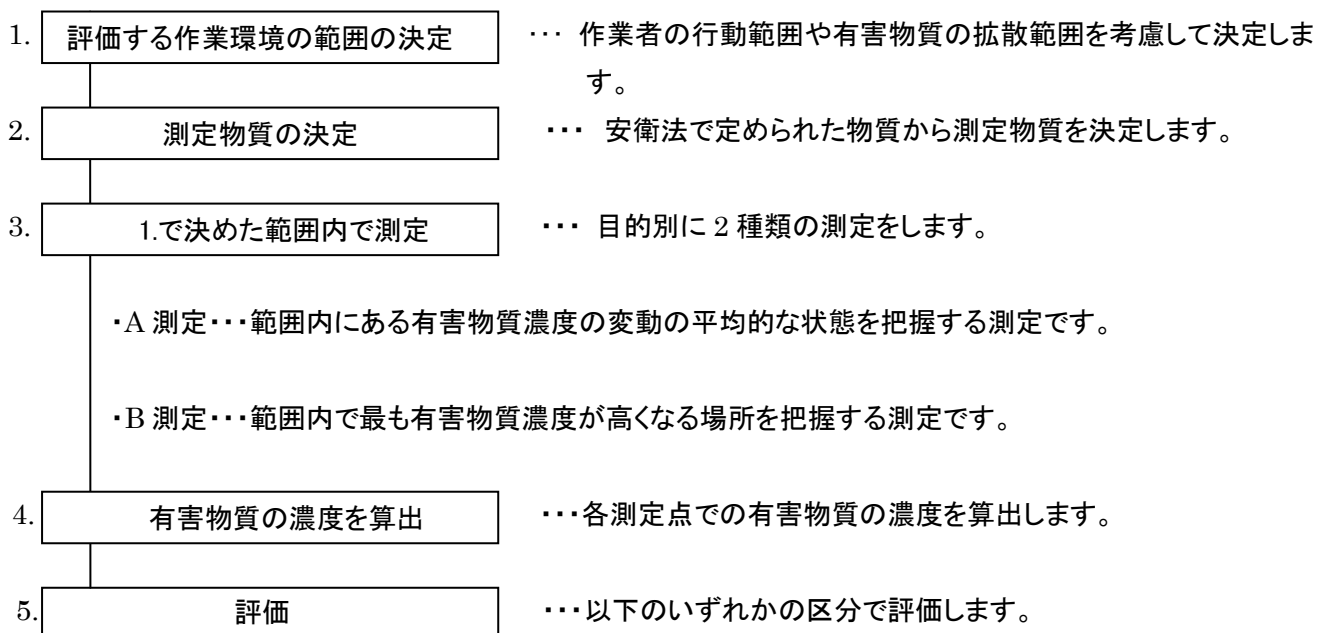 1. 評価する作業環境の範囲の決定 ・・・ 作業者の行動範囲や有害物質の拡散範囲を考慮して決定しま
す。
2. 測定物質の決定 ・・・ 安衛法で定められた物質から測定物質を決定します。
3. 1.で決めた範囲内で測定 ・・・ 目的別に 2 種類の測定をします。
・A 測定・・・範囲内にある有害物質濃度の変動の平均的な状態を把握する測定です。
・B 測定・・・範囲内で最も有害物質濃度が高くなる場所を把握する測定です。
4. 有害物質の濃度を算出 ・・・各測定点での有害物質の濃度を算出します。
5. 評価 ・・・以下のいずれかの区分で評価します。